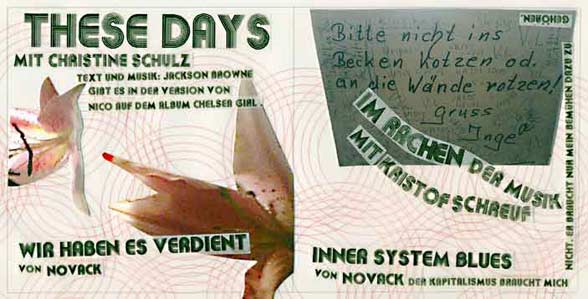 THESE DAYS
MIT CHRISTINE SCHULZ
TEXT UND MUSIK: JACKSON BROWNE
GIBT ES IN DER VERSION VON
NICO AUF DEM ALBUM CHELSEA GIRL.
WIR HABEN ES VERDIENT
VON NOVACK
Bitte nicht ins
Becken kotzen od.
an die Wände rotzen!
Gruss
Inge
IM RACHEN DER MUSIK
MIT KRISTOF SCHREUF
INNER SYSTEM BLUES
VON NOVACK DER KAPITALISMUS BRAUCHT MICH
NICHT. ER BRAUCHT NUR MEIN BEMÜHEN DAZU ZU
GEHÖREN.